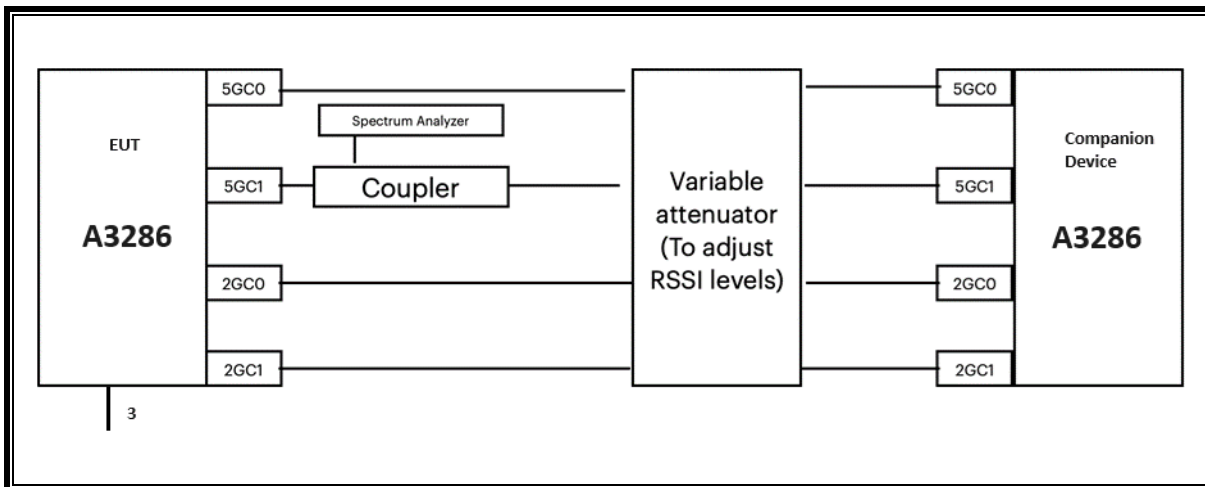 5GC0
EUT
5GC1
A3286
2GC0
2GC1
3
Spectrum Analyzer
Coupler
Variable
attenuator
(To adjust
RSSI levels)
5GC0
Companion
Device
5GC1
A3286
2GC0
2GC1